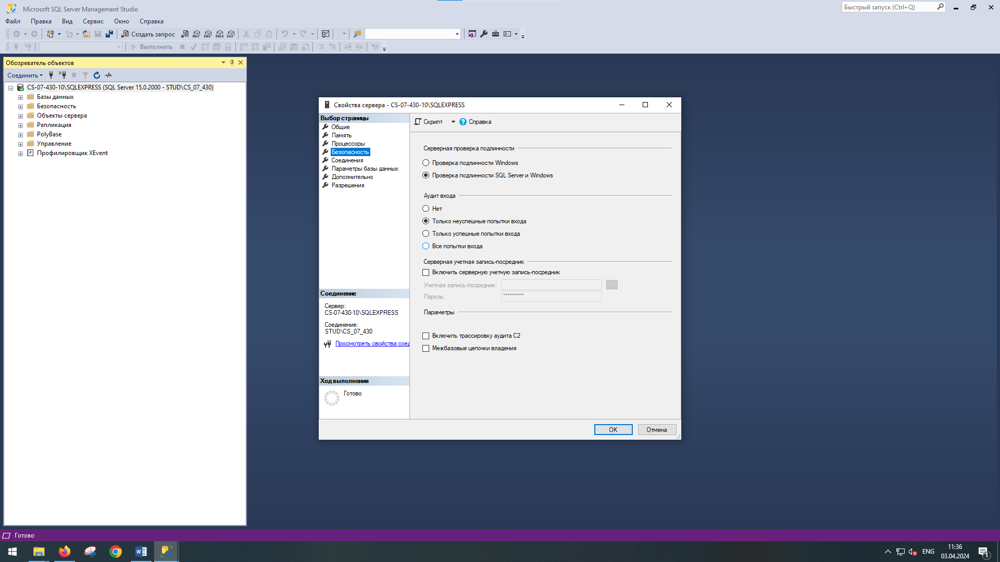 Microsoft SQL Server Management Studio
Быстрый запуск (Ctrl+Q)
Файл Правка Вид Сервис Окно Справка
Создать запрос
MDX DMX XMLA DAX
Выполнить
Обозреватель объектов
Соединить
CS-07-430-10\SQLEXPRESS (SQL Server 15.0.2000 - STUD\CS_07_430)
Базы данных
Безопасность
Объекты сервера
Репликация
PolyBase
Управление
Профилировщик XEvent
Свойства сервера - CS-07-430-10\SQLEXPRESS
Выбор страницы
Общие
Память
Процессоры
Безопасность
Соединения
Параметры базы данных
Дополнительно
Разрешения
Соединение
Сервер:
CS-07-430-10\SQLEXPRESS
Соединение:
STUD\CS_07_430
Просмотреть свойства соед
Ход выполнения
Готово
Скрипт Справка
Серверная проверка подлинности
Проверка подлинности Windows
Проверка подлинности SQL Server и Windows
Аудит входа
Нет
Только неуспешные попытки входа
Только успешные попытки входа
Все попытки входа
Серверная учетная запись-посредник
Включить серверную учетную запись-посредник
Учетная запись-посредник: ...
Пароль: **********
Параметры
Включить трассировку аудита C2
Межбазовые цепочки владения
OK Отмена
Готово
ENG
11:36
03.04.2024
1